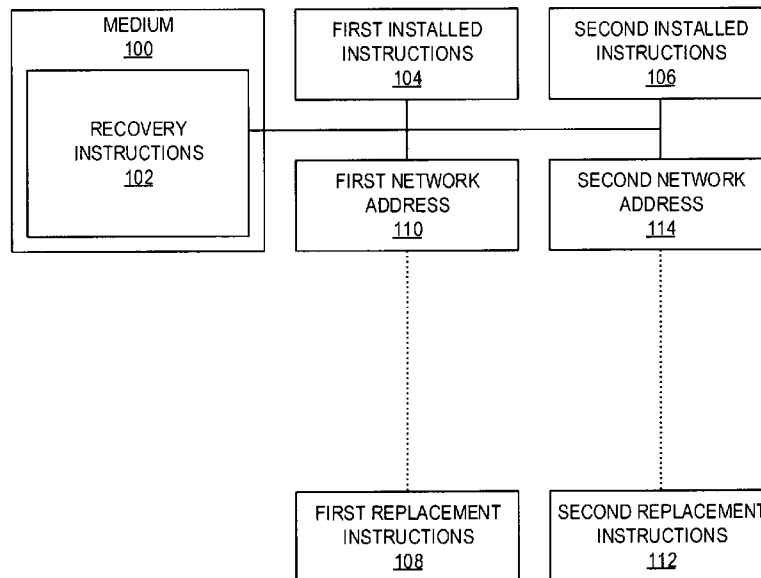 MEDIUM
100
RECOVERY
INSTRUCTIONS
102
FIRST INSTALLED
INSTRUCTIONS
104
SECOND INSTALLED
INSTRUCTIONS
106
FIRST NETWORK
ADDRESS
110
SECOND NETWORK
ADDRESS
114
FIRST REPLACEMENT
INSTRUCTIONS
108
SECOND REPLACEMENT
INSTRUCTIONS
112